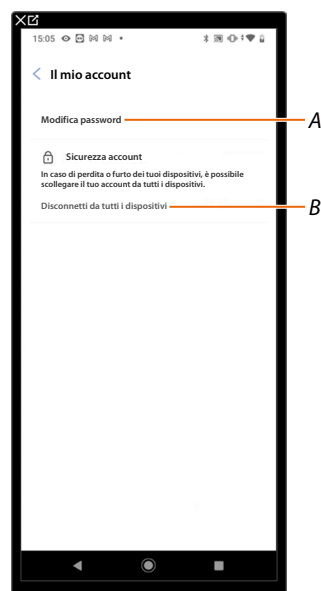 15:05
Il mio account
Modifica password
A
Sicurezza account
In caso di perdita o furto dei tuoi dispositivi, è possibile
scollegare il tuo account da tutti i dispositivi.
Disconnetti da tutti i dispositivi
B